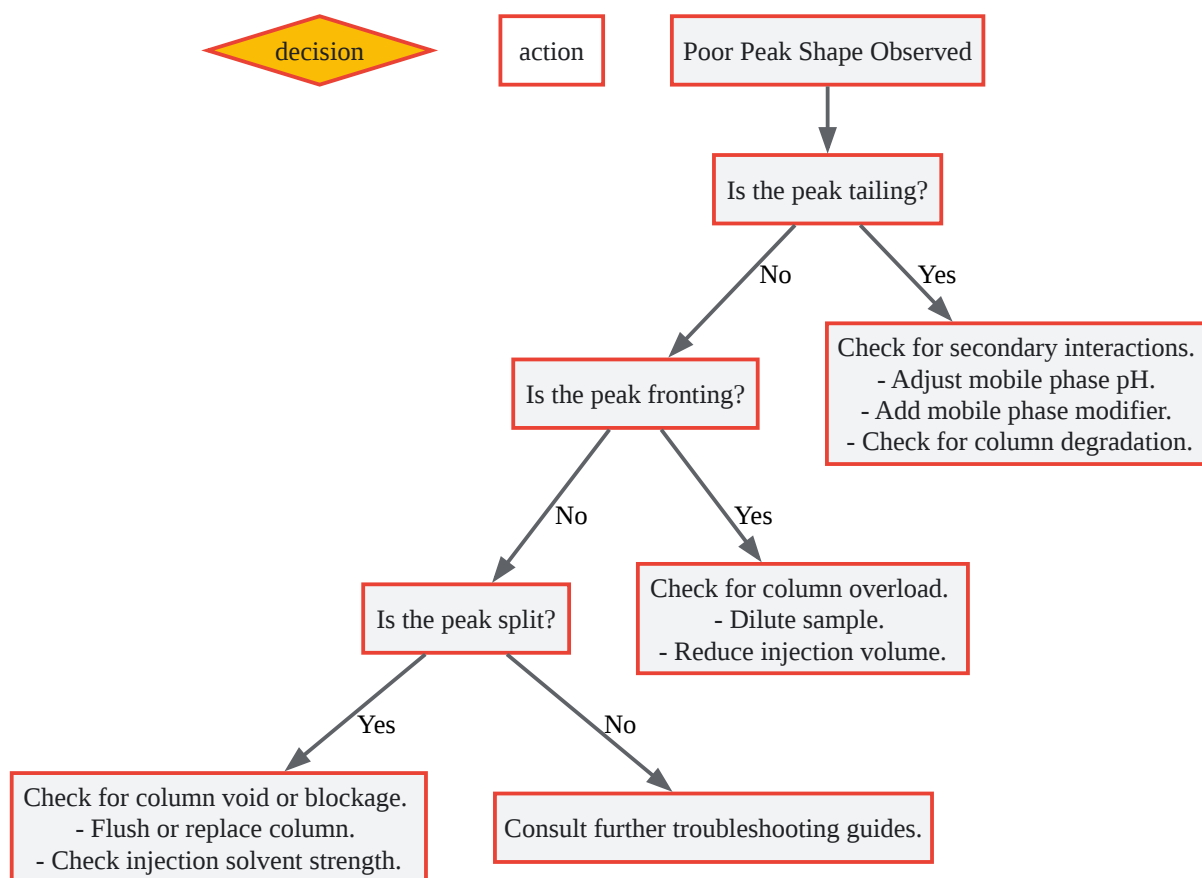 decision
action
Poor Peak Shape Observed
Is the peak tailing?
No
Yes
Check for secondary interactions.
- Adjust mobile phase pH.
- Add mobile phase modifier.
- Check for column degradation.
Is the peak fronting?
No
Yes
Check for column overload.
- Dilute sample.
- Reduce injection volume.
Is the peak split?
Yes
No
Check for column void or blockage.
- Flush or replace column.
- Check injection solvent strength.
Consult further troubleshooting guides.